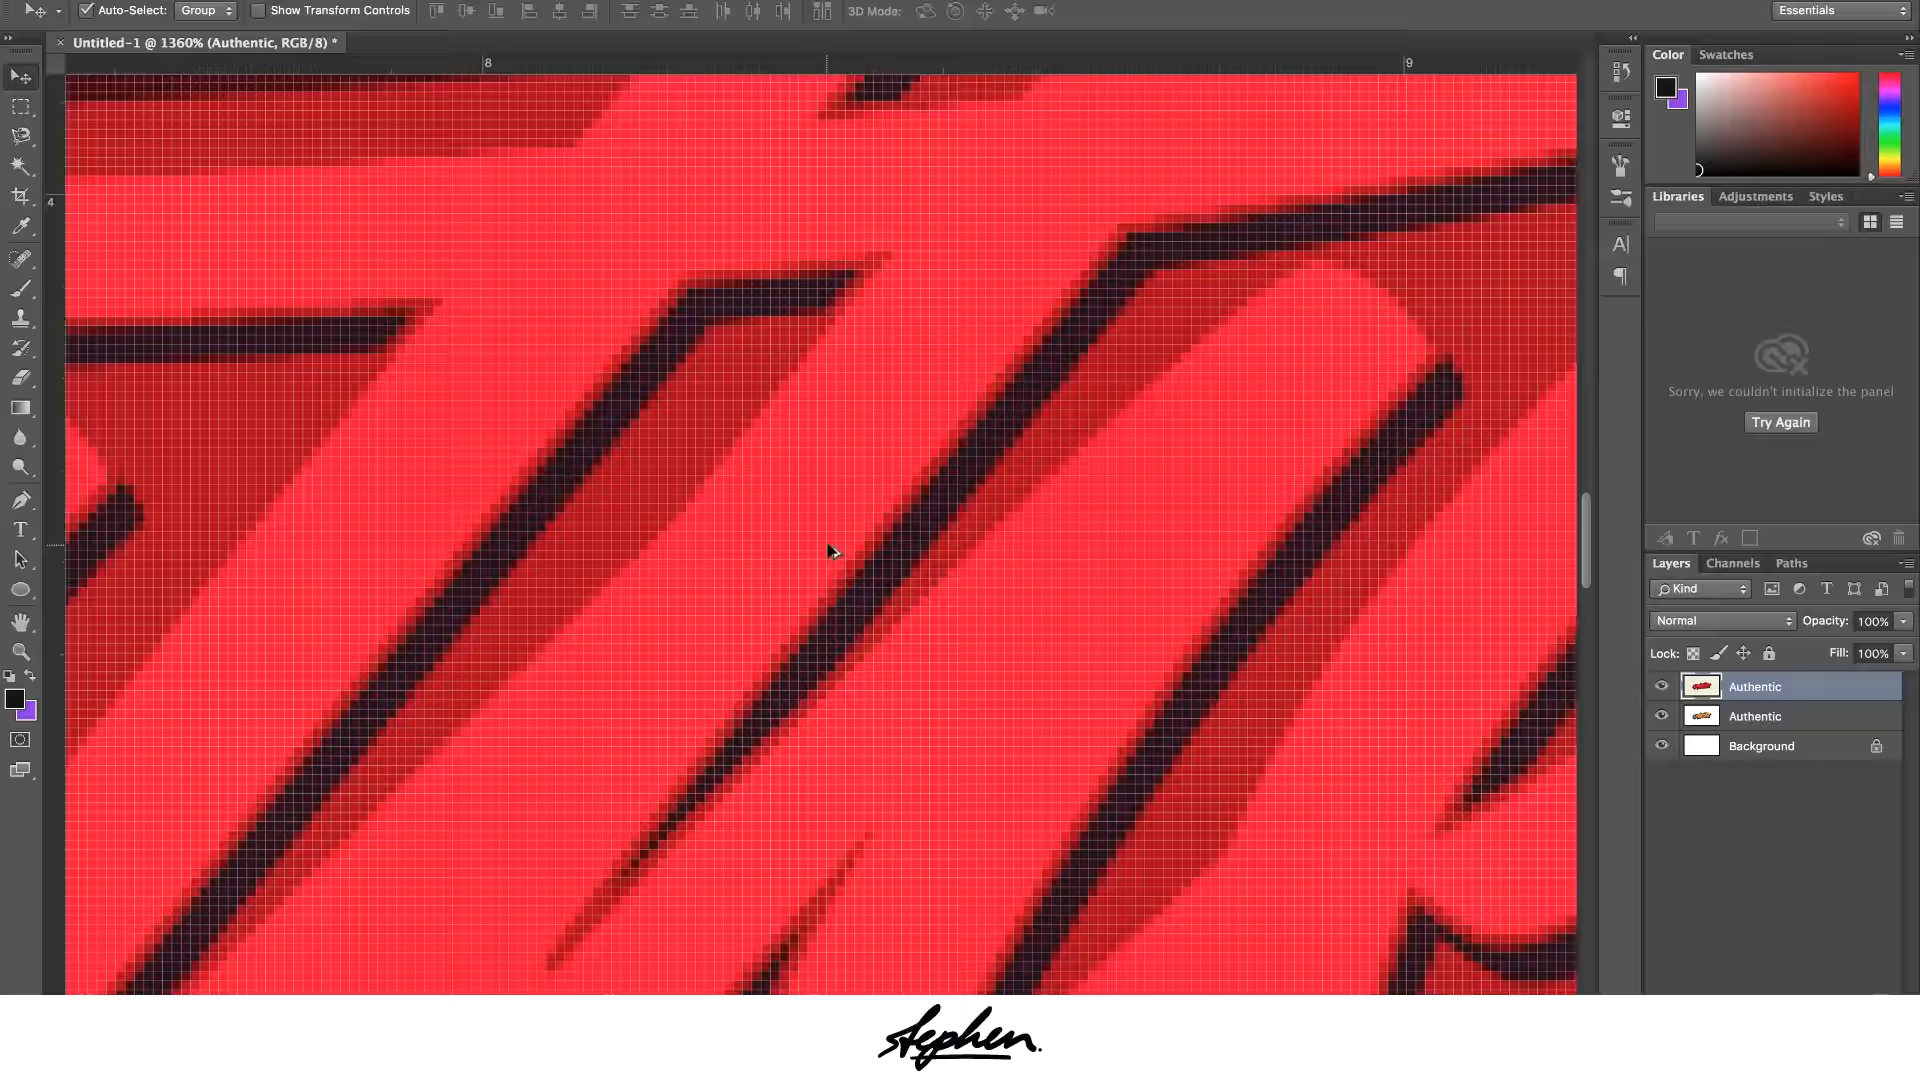 Auto-Select: Group Show Transform Controls 3D Mode: Essentials
Untitled-1 @ 1360% (Authentic, RGB/8) *
8 9
4
Color Swatches
Libraries Adjustments Styles
Sorry, we couldn't initialize the panel
Try Again
Layers Channels Paths
Kind
Normal Opacity: 100%
Lock: Fill: 100%
Authentic
Authentic
Background
Stephen.